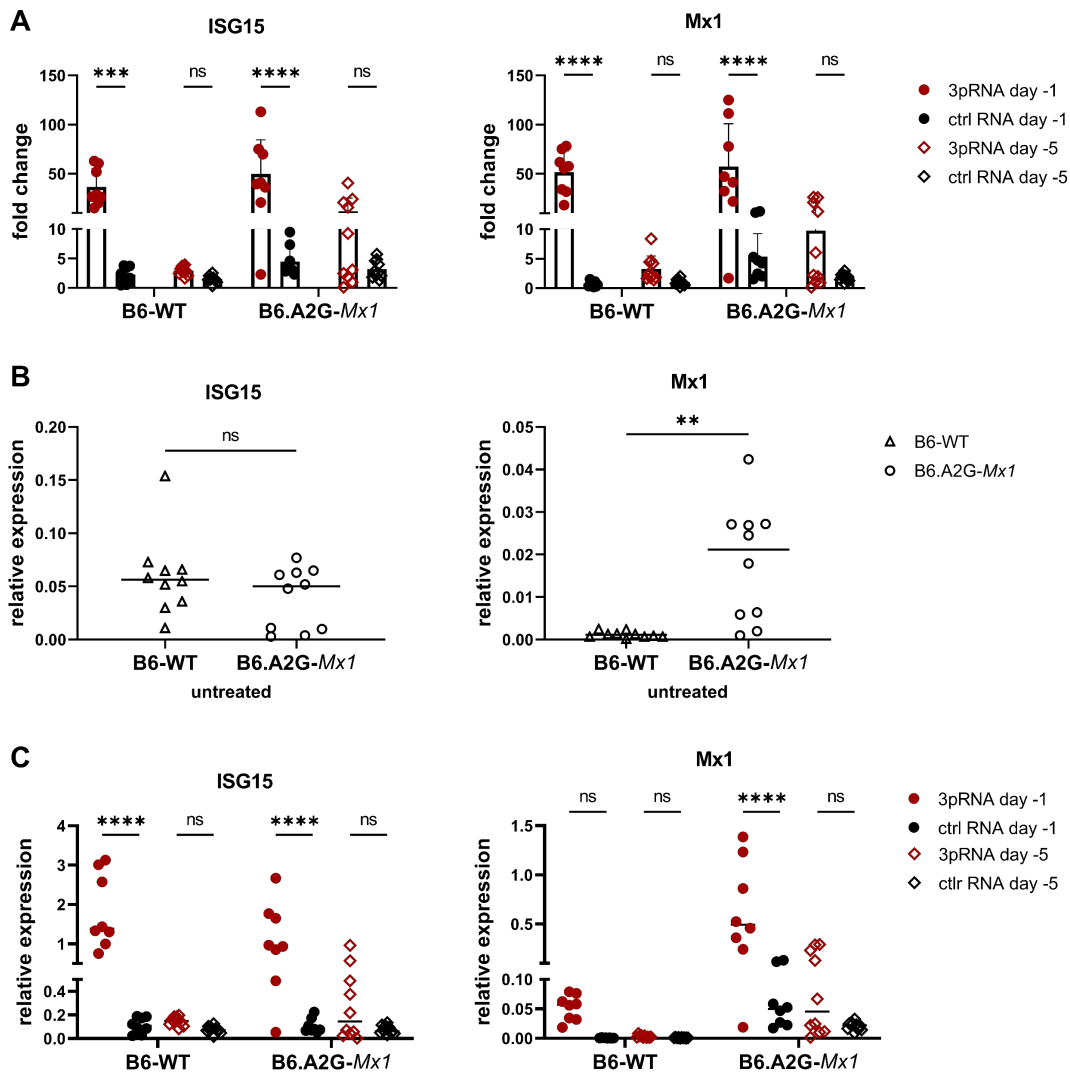 A
ISG15
Mx1
fold change
150
100
50
10
5
0
***
ns
****
ns
B6-WT
B6.A2G-Mx1
fold change
150
100
50
10
5
0
****
ns
****
ns
B6-WT
B6.A2G-Mx1
3pRNA day -1
ctrl RNA day -1
3pRNA day -5
ctrl RNA day -5
B
ISG15
Mx1
relative expression
0.20
0.15
0.10
0.05
0.00
ns
B6-WT
B6.A2G-Mx1
untreated
relative expression
0.05
0.04
0.03
0.02
0.01
0.00
**
B6-WT
B6.A2G-Mx1
untreated
B6-WT
B6.A2G-Mx1
C
ISG15
Mx1
relative expression
4
3
2
1
0.4
0.2
0.0
****
ns
****
ns
B6-WT
B6.A2G-Mx1
relative expression
1.5
1.0
0.5
0.10
0.05
0.00
ns
ns
****
ns
B6-WT
B6.A2G-Mx1
3pRNA day -1
ctrl RNA day -1
3pRNA day -5
ctlr RNA day -5